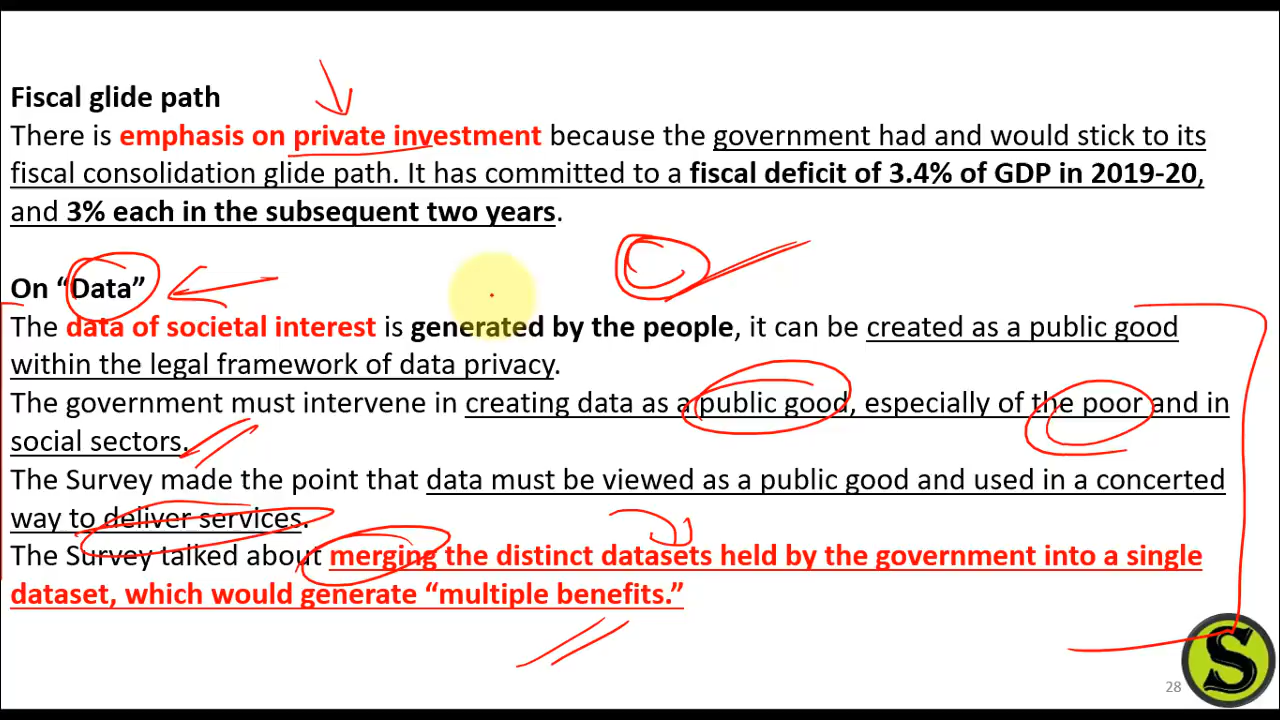 Fiscal glide path
There is emphasis on private investment because the government had and would stick to its
fiscal consolidation glide path. It has committed to a fiscal deficit of 3.4% of GDP in 2019-20,
and 3% each in the subsequent two years.
On “Data”
The data of societal interest is generated by the people, it can be created as a public good
within the legal framework of data privacy.
The government must intervene in creating data as a public good, especially of the poor and in
social sectors.
The Survey made the point that data must be viewed as a public good and used in a concerted
way to deliver services.
The Survey talked about merging the distinct datasets held by the government into a single
dataset, which would generate “multiple benefits.”
28
S